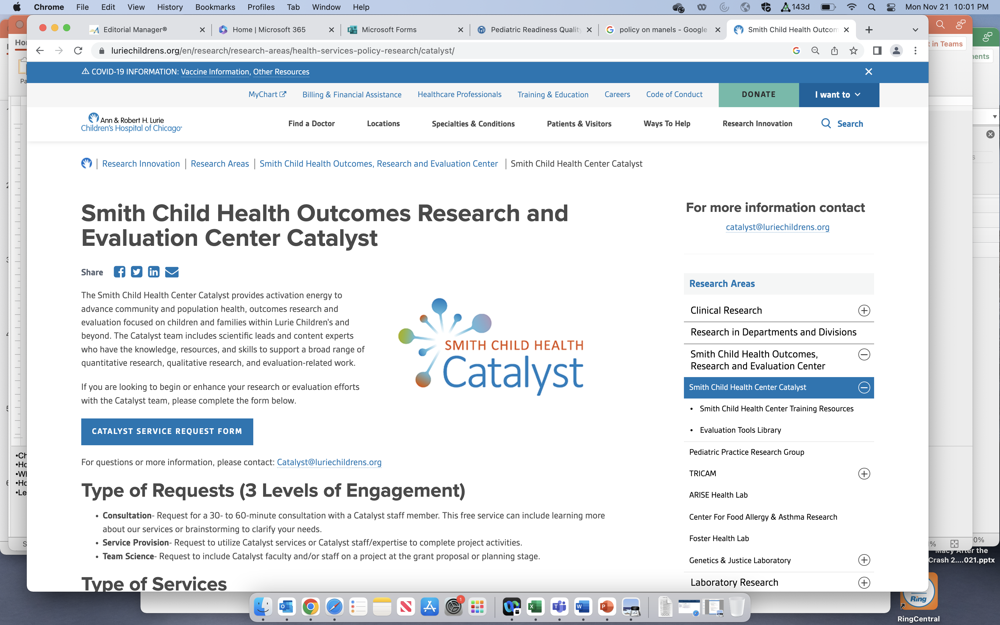 Chrome File Edit View History Bookmarks Profiles Tab Window Help 143d Mon Nov 21 10:01 PM
Editorial Manager® Home | Microsoft 365 Microsoft Forms Pediatric Readiness Quality policy on manels - Google Smith Child Health Outcom
luriechildrens.org/en/research/research-areas/health-services-policy-research/catalyst/
COVID-19 INFORMATION: Vaccine Information, Other Resources
MyChart Billing & Financial Assistance Healthcare Professionals Training & Education Careers Code of Conduct DONATE I want to
Ann & Robert H. Lurie
Children's Hospital of Chicago®
Find a Doctor Locations Specialties & Conditions Patients & Visitors Ways To Help Research Innovation Search
Research Innovation | Research Areas | Smith Child Health Outcomes, Research and Evaluation Center | Smith Child Health Center Catalyst
Smith Child Health Outcomes Research and
Evaluation Center Catalyst
Share
The Smith Child Health Center Catalyst provides activation energy to
advance community and population health, outcomes research and
evaluation focused on children and families within Lurie Children's and
beyond. The Catalyst team includes scientific leads and content experts
who have the knowledge, resources, and skills to support a broad range of
quantitative research, qualitative research, and evaluation-related work.
If you are looking to begin or enhance your research or evaluation efforts
with the Catalyst team, please complete the form below.
SMITH CHILD HEALTH
Catalyst
CATALYST SERVICE REQUEST FORM
For questions or more information, please contact: Catalyst@luriechildrens.org
Type of Requests (3 Levels of Engagement)
• Consultation- Request for a 30- to 60-minute consultation with a Catalyst staff member. This free service can include learning more
about our services or brainstorming to clarify your needs.
• Service Provision- Request to utilize Catalyst services or Catalyst staff/expertise to complete project activities.
• Team Science- Request to include Catalyst faculty and/or staff on a project at the grant proposal or planning stage.
Type of Services
For more information contact
catalyst@luriechildrens.org
Research Areas
Clinical Research
Research in Departments and Divisions
Smith Child Health Outcomes,
Research and Evaluation Center
Smith Child Health Center Catalyst
• Smith Child Health Center Training Resources
• Evaluation Tools Library
Pediatric Practice Research Group
TRICAM
ARISE Health Lab
Center For Food Allergy & Asthma Research
Foster Health Lab
Genetics & Justice Laboratory
Laboratory Research
in Teams
Macy After the
Crash 2....021.pptx
Ring
RingCentral